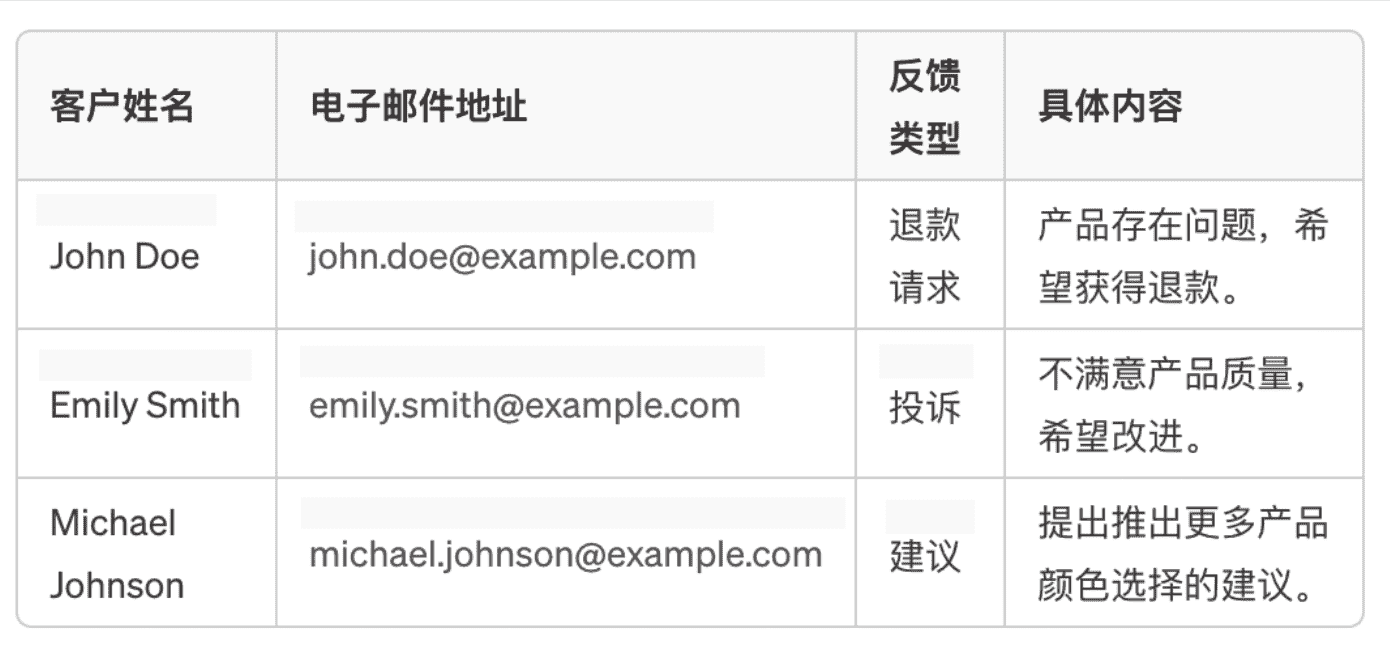 客户姓名
电子邮件地址
反馈
类型
具体内容
John Doe
john.doe@example.com
退款
请求
产品存在问题，希
望获得退款。
Emily Smith
emily.smith@example.com
投诉
不满意产品质量，
希望改进。
Michael
Johnson
michael.johnson@example.com
建议
提出推出更多产品
颜色选择的建议。